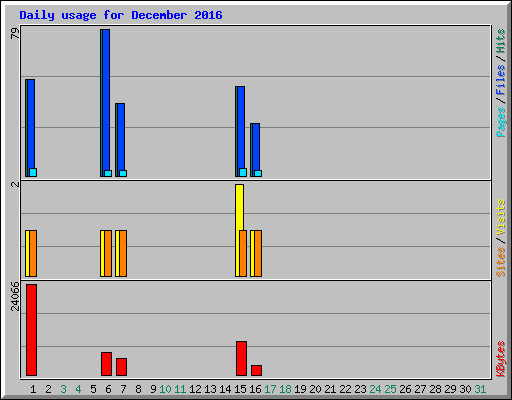 Daily usage for December 2016
79
Pages/Files/Hits
2
Sites/Visits
24066
KBytes
1 2 3 4 5 6 7 8 9 10 11 12 13 14 15 16 17 18 19 20 21 22 23 24 25 26 27 28 29 30 31